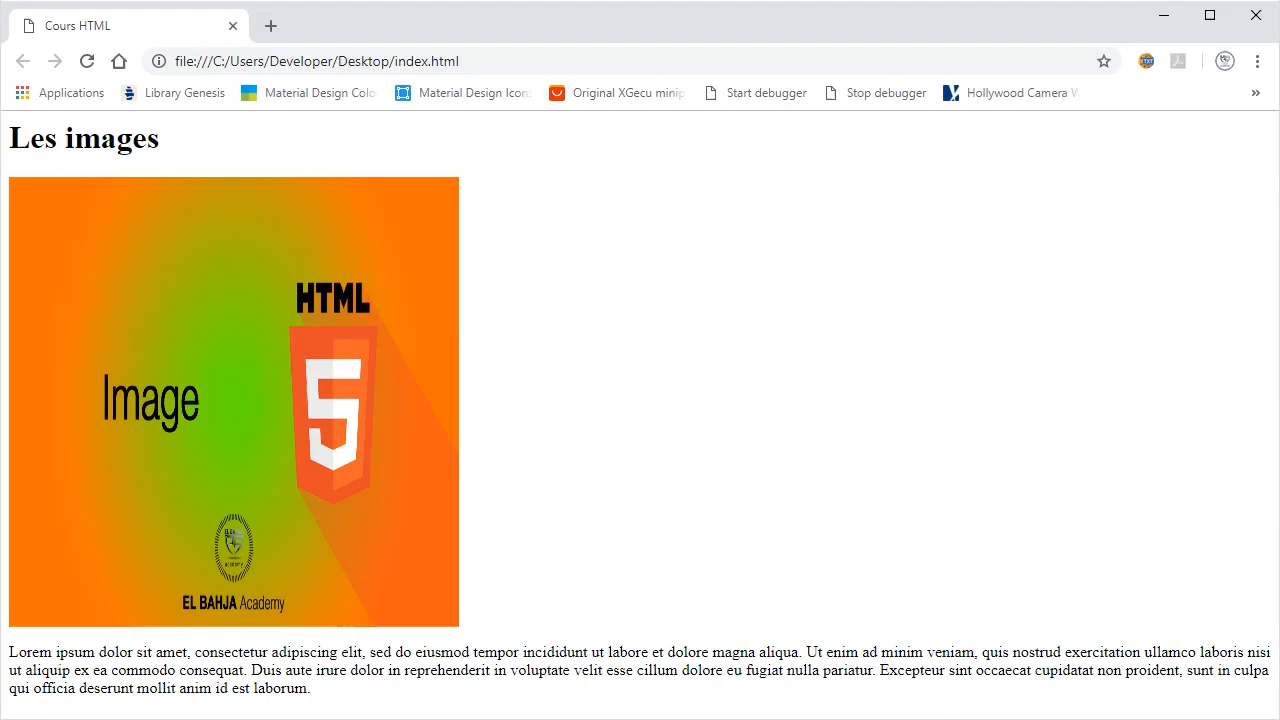 Cours HTML
file:///C:/Users/Developer/Desktop/index.html
Applications Library Genesis Material Design Colo Material Design Icons Original XGecu minip Start debugger Stop debugger Hollywood Camera W »
Les images
HTML
5
Image
Academy
EL BAHJA Academy
Lorem ipsum dolor sit amet, consectetur adipiscing elit, sed do eiusmod tempor incididunt ut labore et dolore magna aliqua. Ut enim ad minim veniam, quis nostrud exercitation ullamco laboris nisi
ut aliquip ex ea commodo consequat. Duis aute irure dolor in reprehenderit in voluptate velit esse cillum dolore eu fugiat nulla pariatur. Excepteur sint occaecat cupidatat non proident, sunt in culpa
qui officia deserunt mollit anim id est laborum.